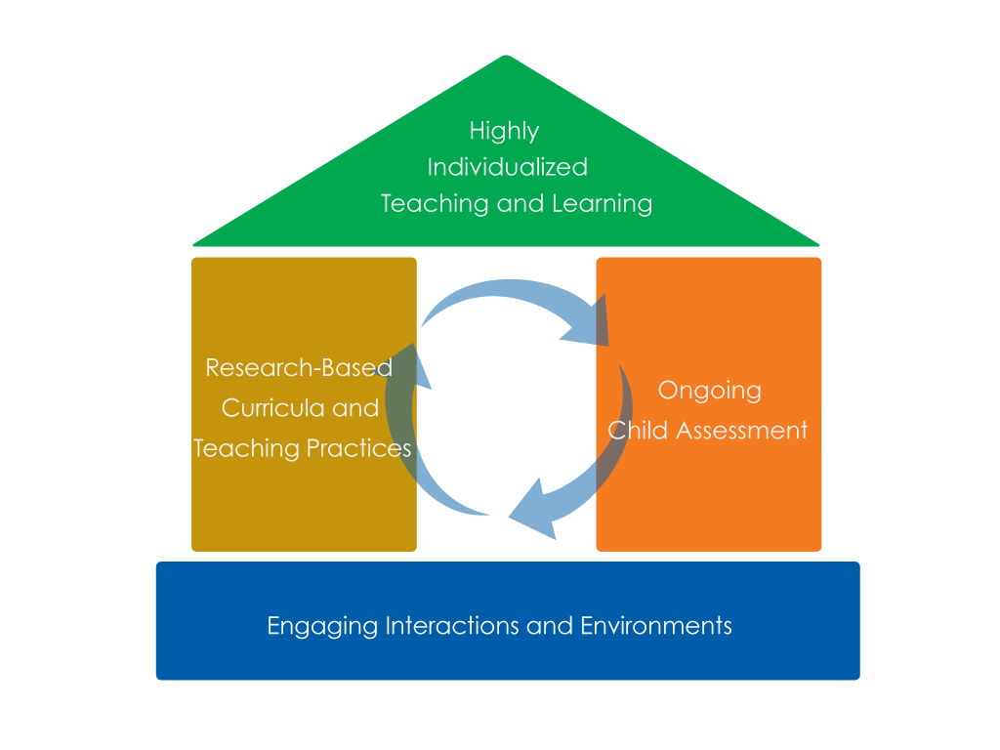 Highly
Individualized
Teaching and Learning
Research-Based
Curricula and
Teaching Practices
Ongoing
Child Assessment
Engaging Interactions and Environments